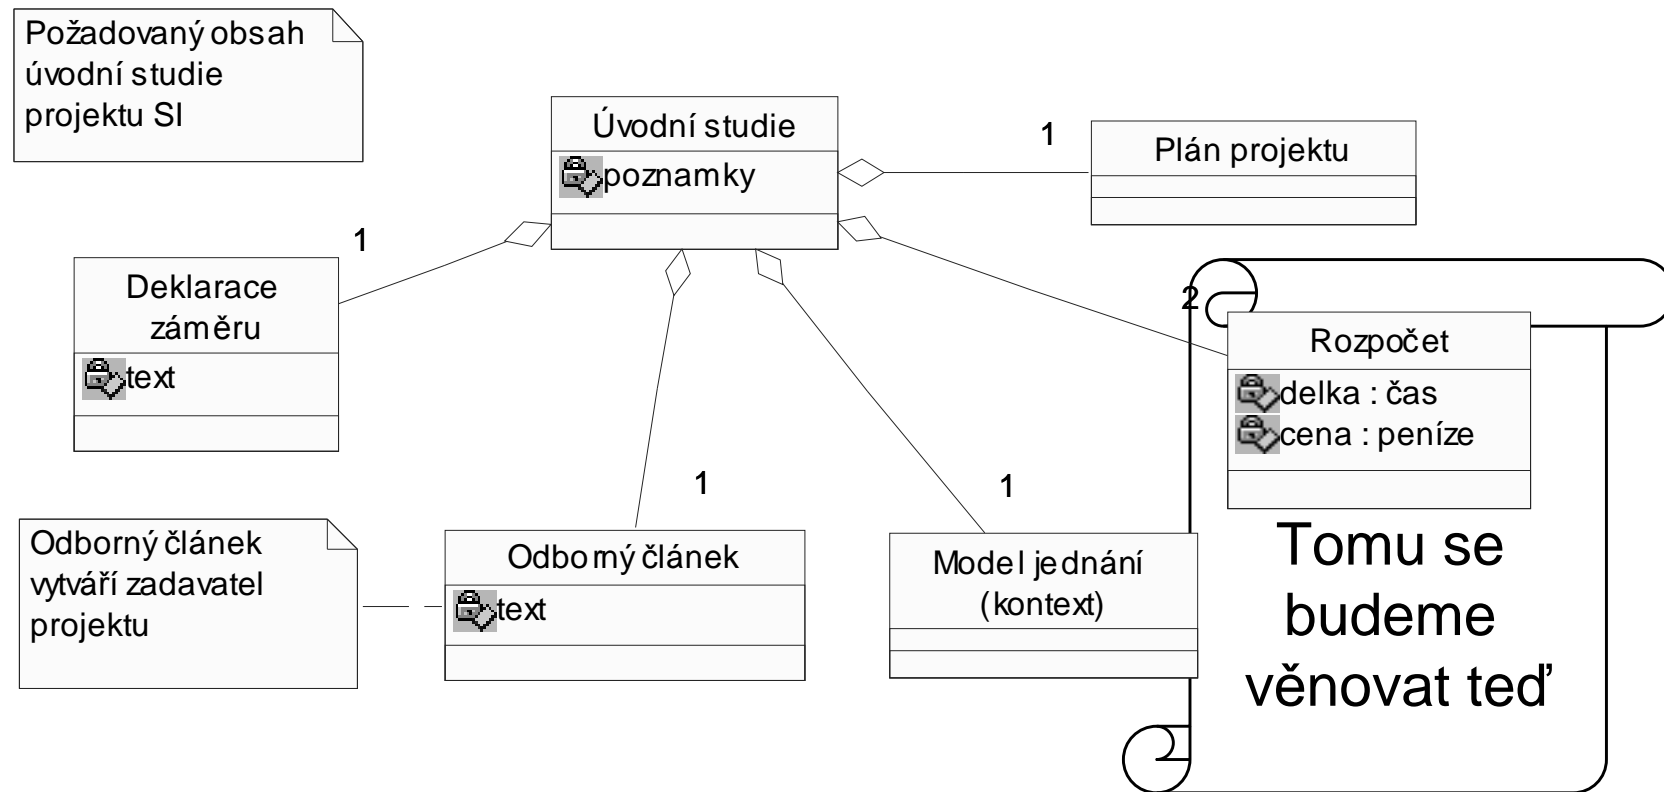 Požadovaný obsah
úvodní studie
projektu SI
Úvodní studie
poznamky
1
Plán projektu
1
Deklarace
záměru
text
2
Rozpočet
delka : čas
cena : peníze
Tomu se
budeme
věnovat teď
1
1
Odborný článek
vytváří zadavatel
projektu
Odborný článek
text
Model jednání
(kontext)